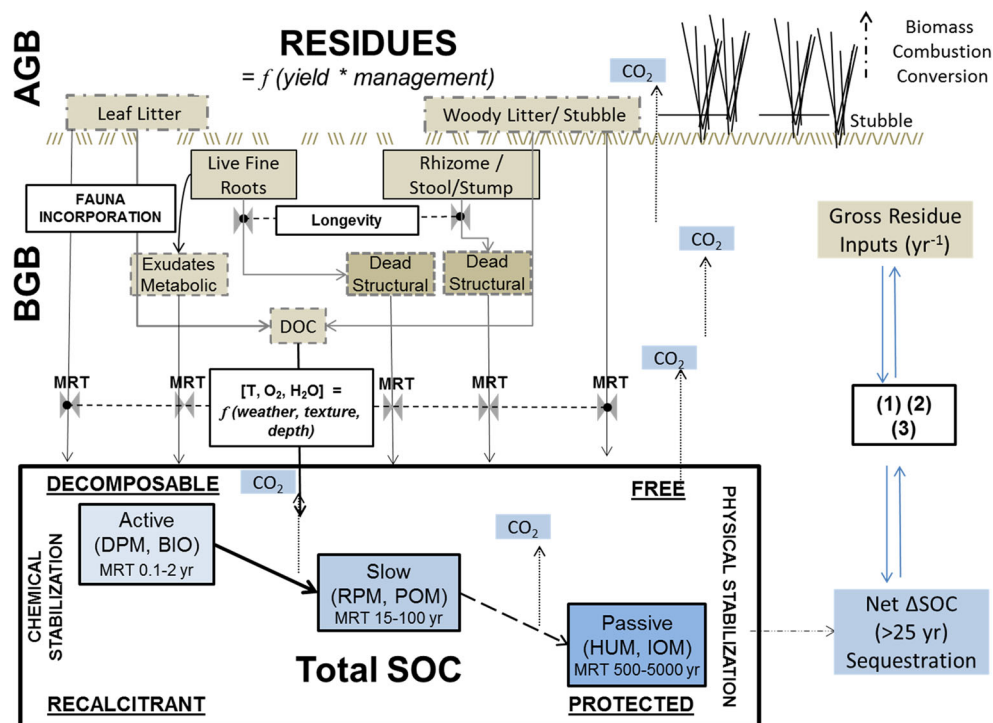 AGB
RESIDUES
= f (yield * management)
CO2
Biomass
Combustion
Conversion
Leaf Litter
Woody Litter/ Stubble
Stubble
BGB
FAUNA
INCORPORATION
Live Fine
Roots
Rhizome /
Stool/Stump
Longevity
Gross Residue
Inputs (yr-1)
CO2
Exudates
Metabolic
Dead
Structural
Dead
Structural
DOC
CO2
MRT
MRT
[T, O2, H2O] =
f (weather, texture,
depth)
MRT
MRT
MRT
(1) (2)
(3)
DECOMPOSABLE
CO2
FREE
CHEMICAL
STABILIZATION
Active
(DPM, BIO)
MRT 0.1-2 yr
CO2
PHYSICAL STABILIZATION
Slow
(RPM, POM)
MRT 15-100 yr
Passive
(HUM, IOM)
MRT 500-5000 yr
Net ΔSOC
(>25 yr)
Sequestration
Total SOC
RECALCITRANT
PROTECTED